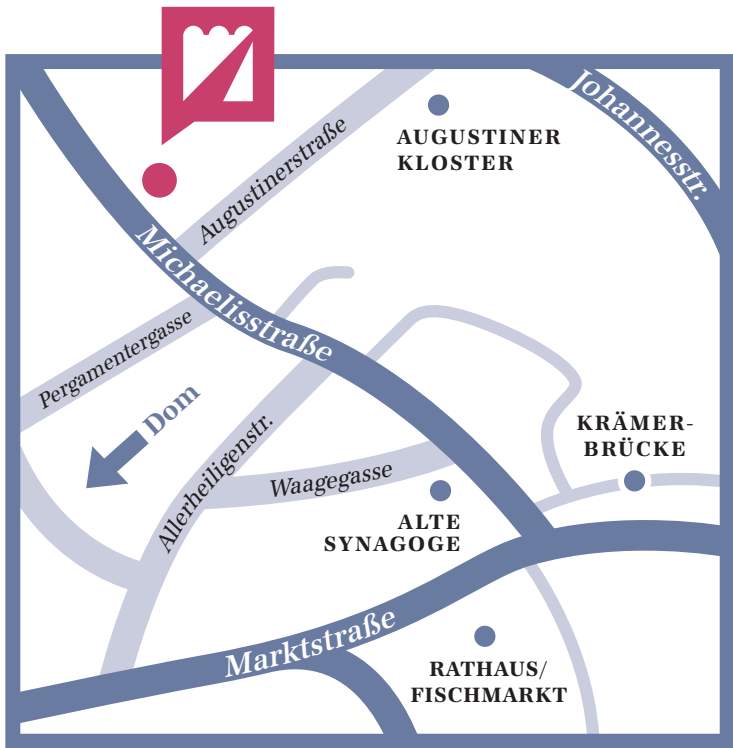 Johannesstr.
AUGUSTINER
KLOSTER
Augustinerstraße
Michaelisstraße
Pergamentergasse
Dom
Allerheiligenstr.
Waagegasse
KRÄMER-
BRÜCKE
ALTE
SYNAGOGE
Marktstraße
RATHAUS/
FISCHMARKT